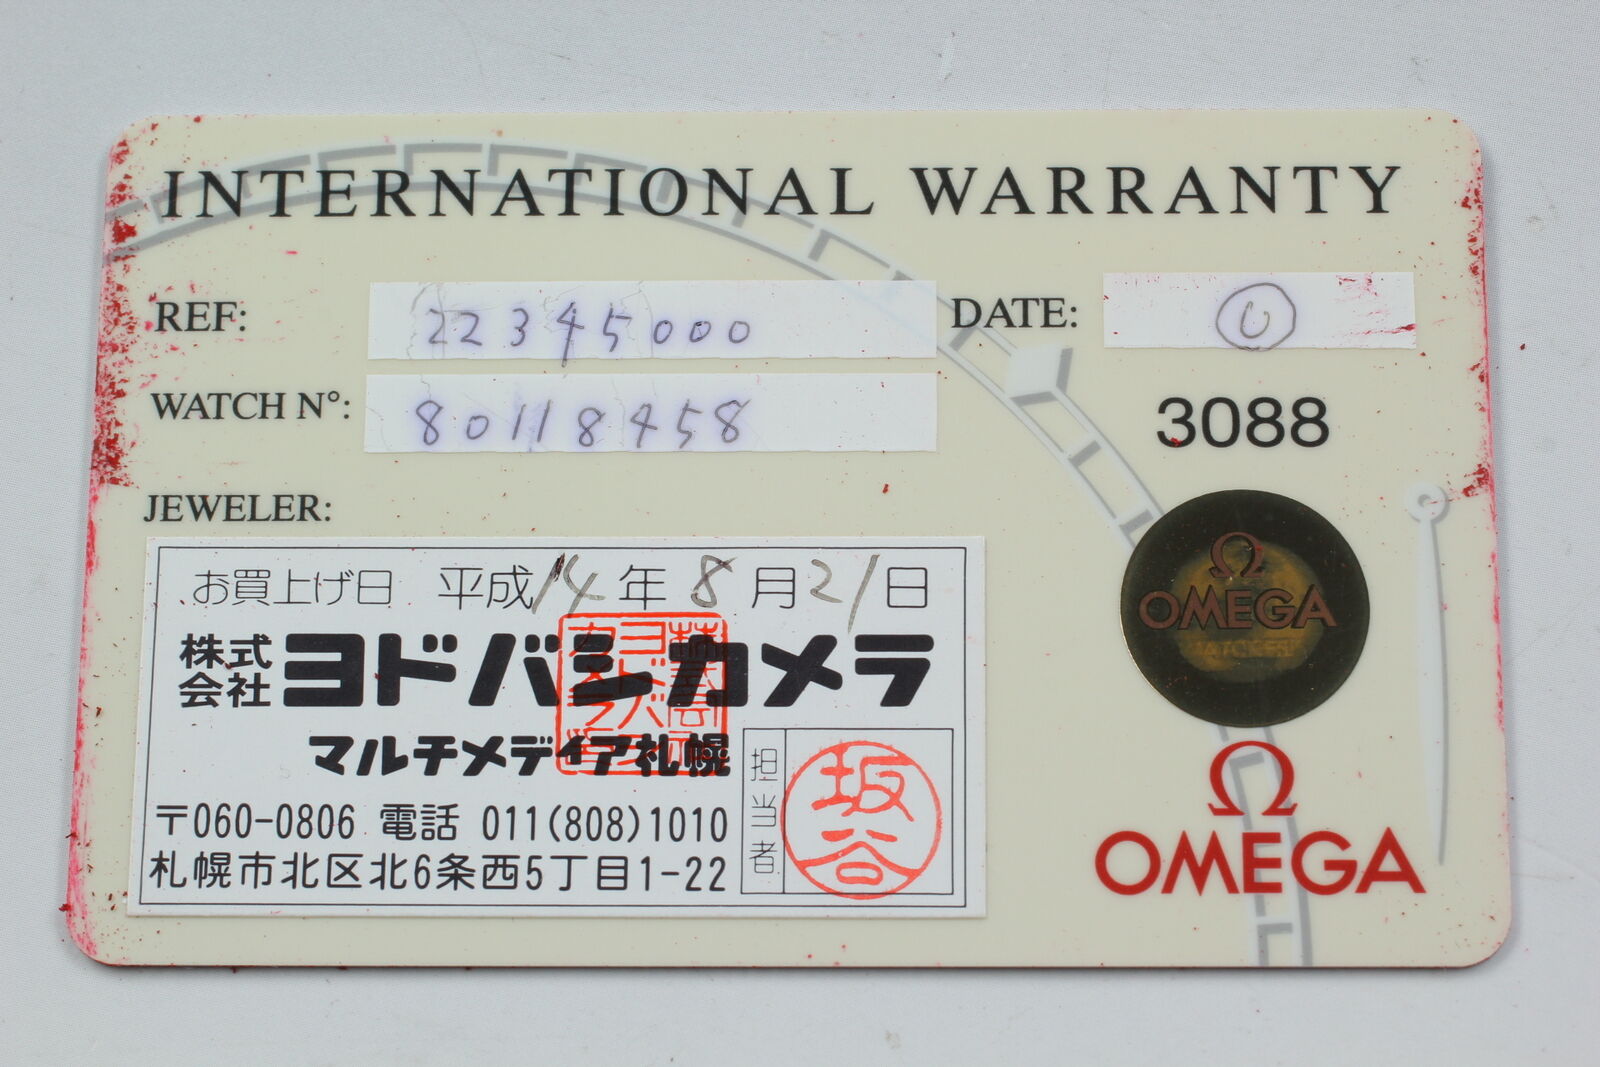 INTERNATIONAL WARRANTY
REF: 22345000
DATE:
WATCH N°: 80118458
3088
JEWELER:
お買上げ日 平成14年8月21日
株式会社 ヨドバシカメラ
マルチメディア札幌
〒060-0806 電話 011(808)1010
札幌市北区北6条西5丁目1-22
担当者
坂谷
Ω
OMEGA
Ω
OMEGA